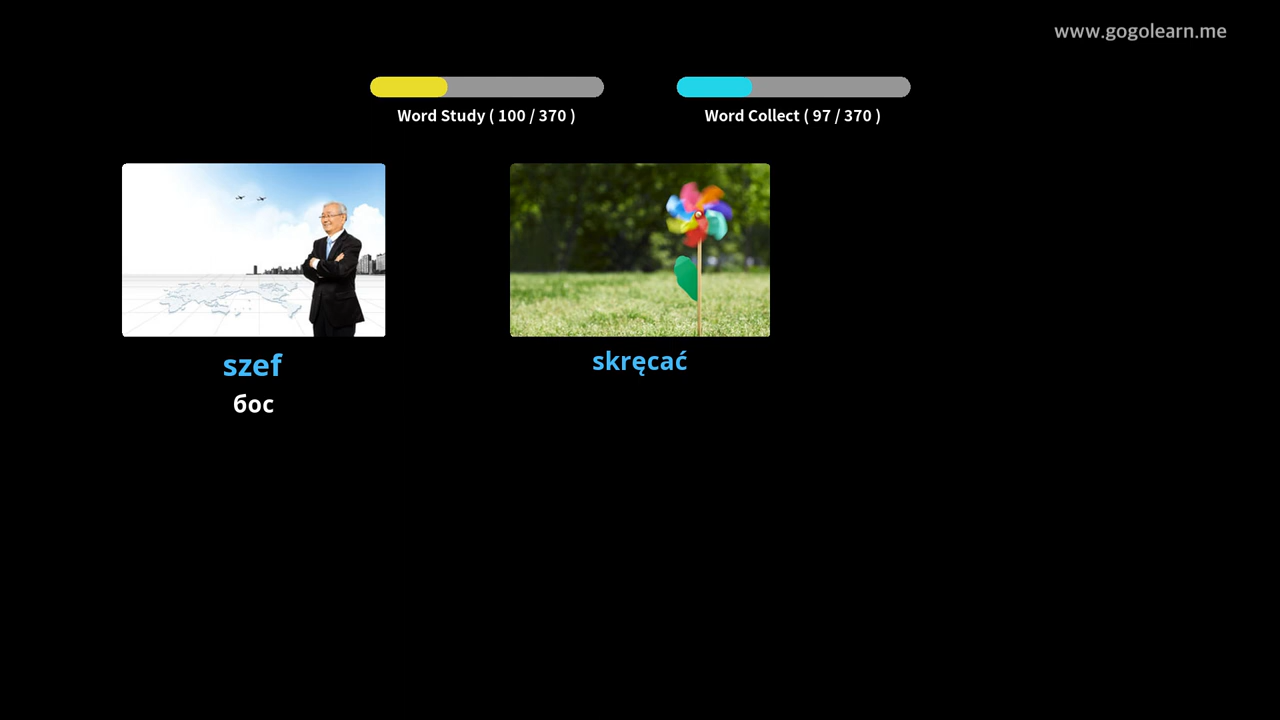 www.gogolearn.me
Word Study ( 100 / 370 )
Word Collect ( 97 / 370 )
szef
бос
skręcać